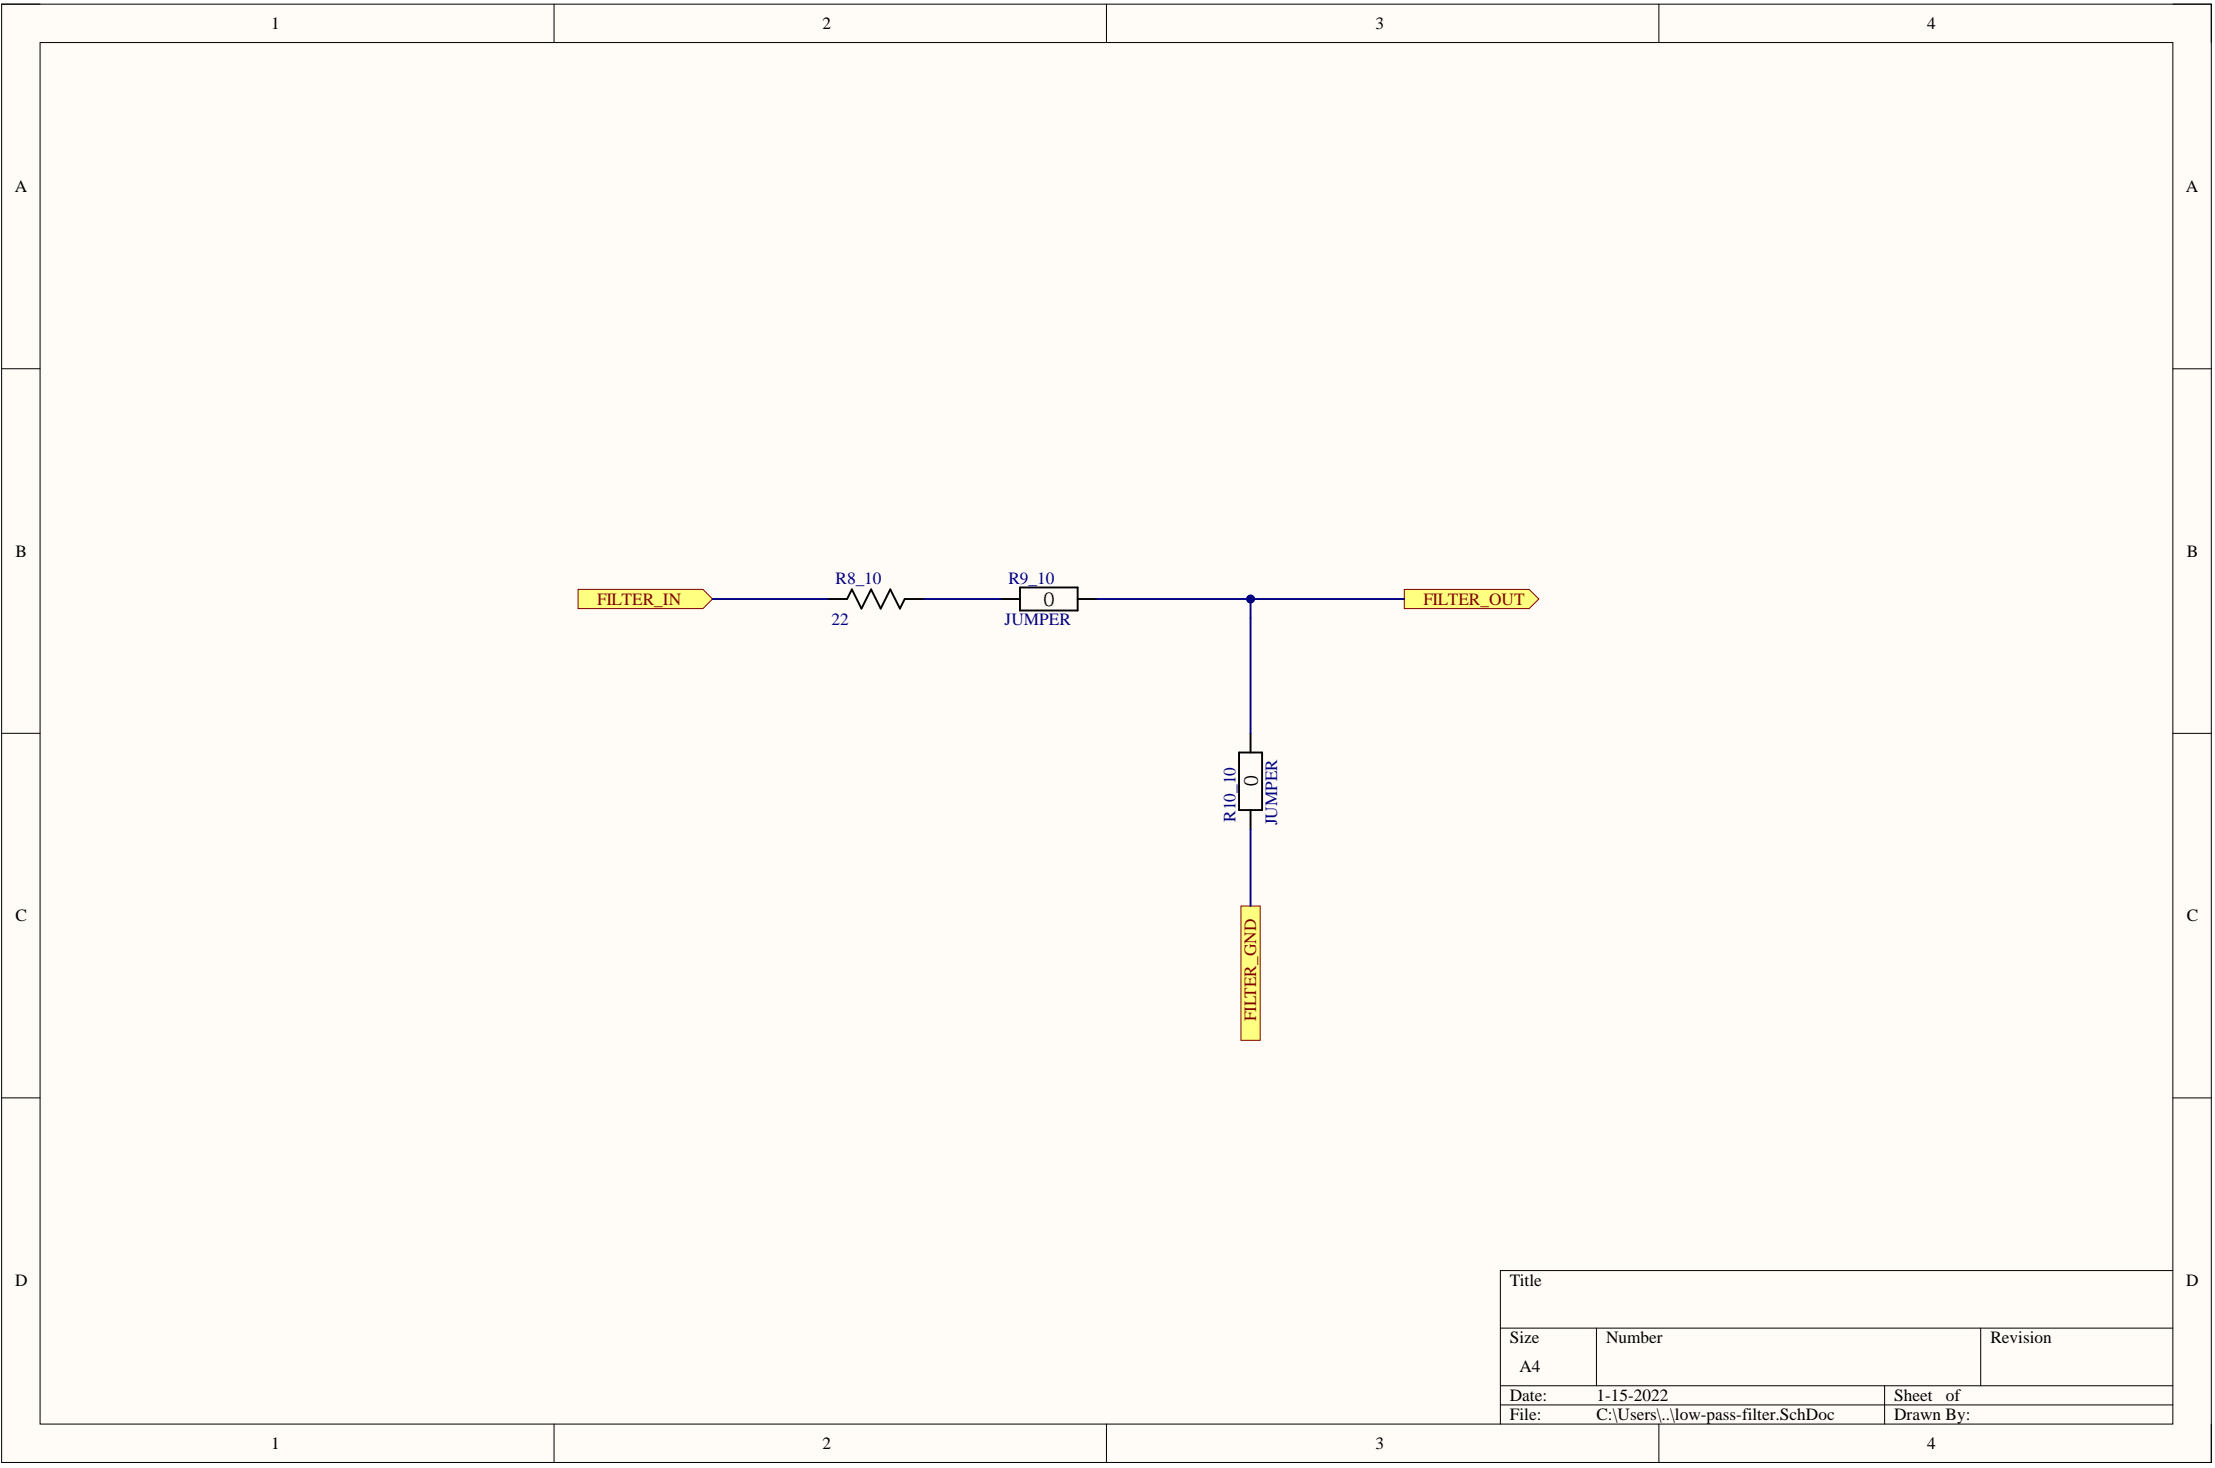 1 2 3 4
A A
B B
R8_10 R9_10
FILTER_IN 0 FILTER_OUT
22 JUMPER
R10_10 0 JUMPER
C C
FILTER_GND
D D
Title
Size Number Revision
A4
Date: 1-15-2022 Sheet of
File: C:\Users\..\low-pass-filter.SchDoc Drawn By:
1 2 3 4